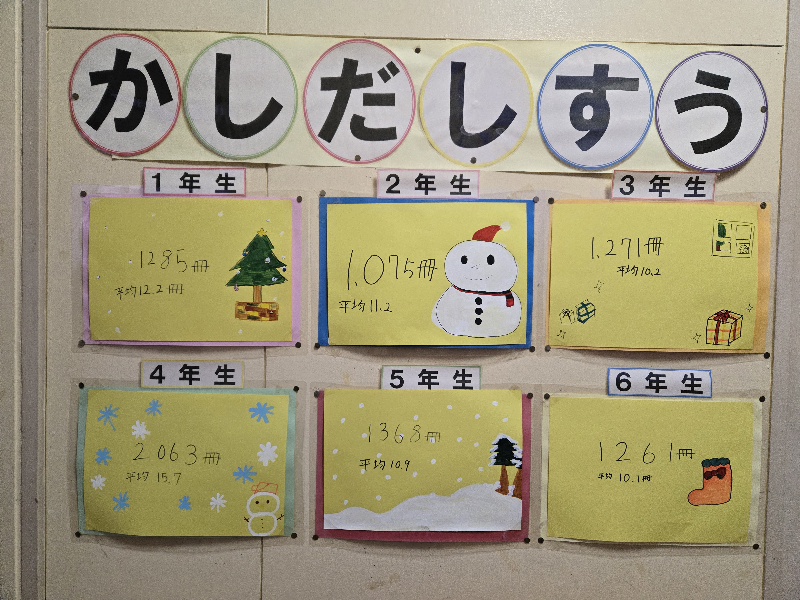 かしだしすう
1年生
1285冊
平均12.2冊
2年生
1,075冊
平均11.2
3年生
1,271冊
平均10.2
4年生
2063冊
平均 15.7
5年生
1368冊
平均10.9
6年生
1261冊
平均 10.1冊